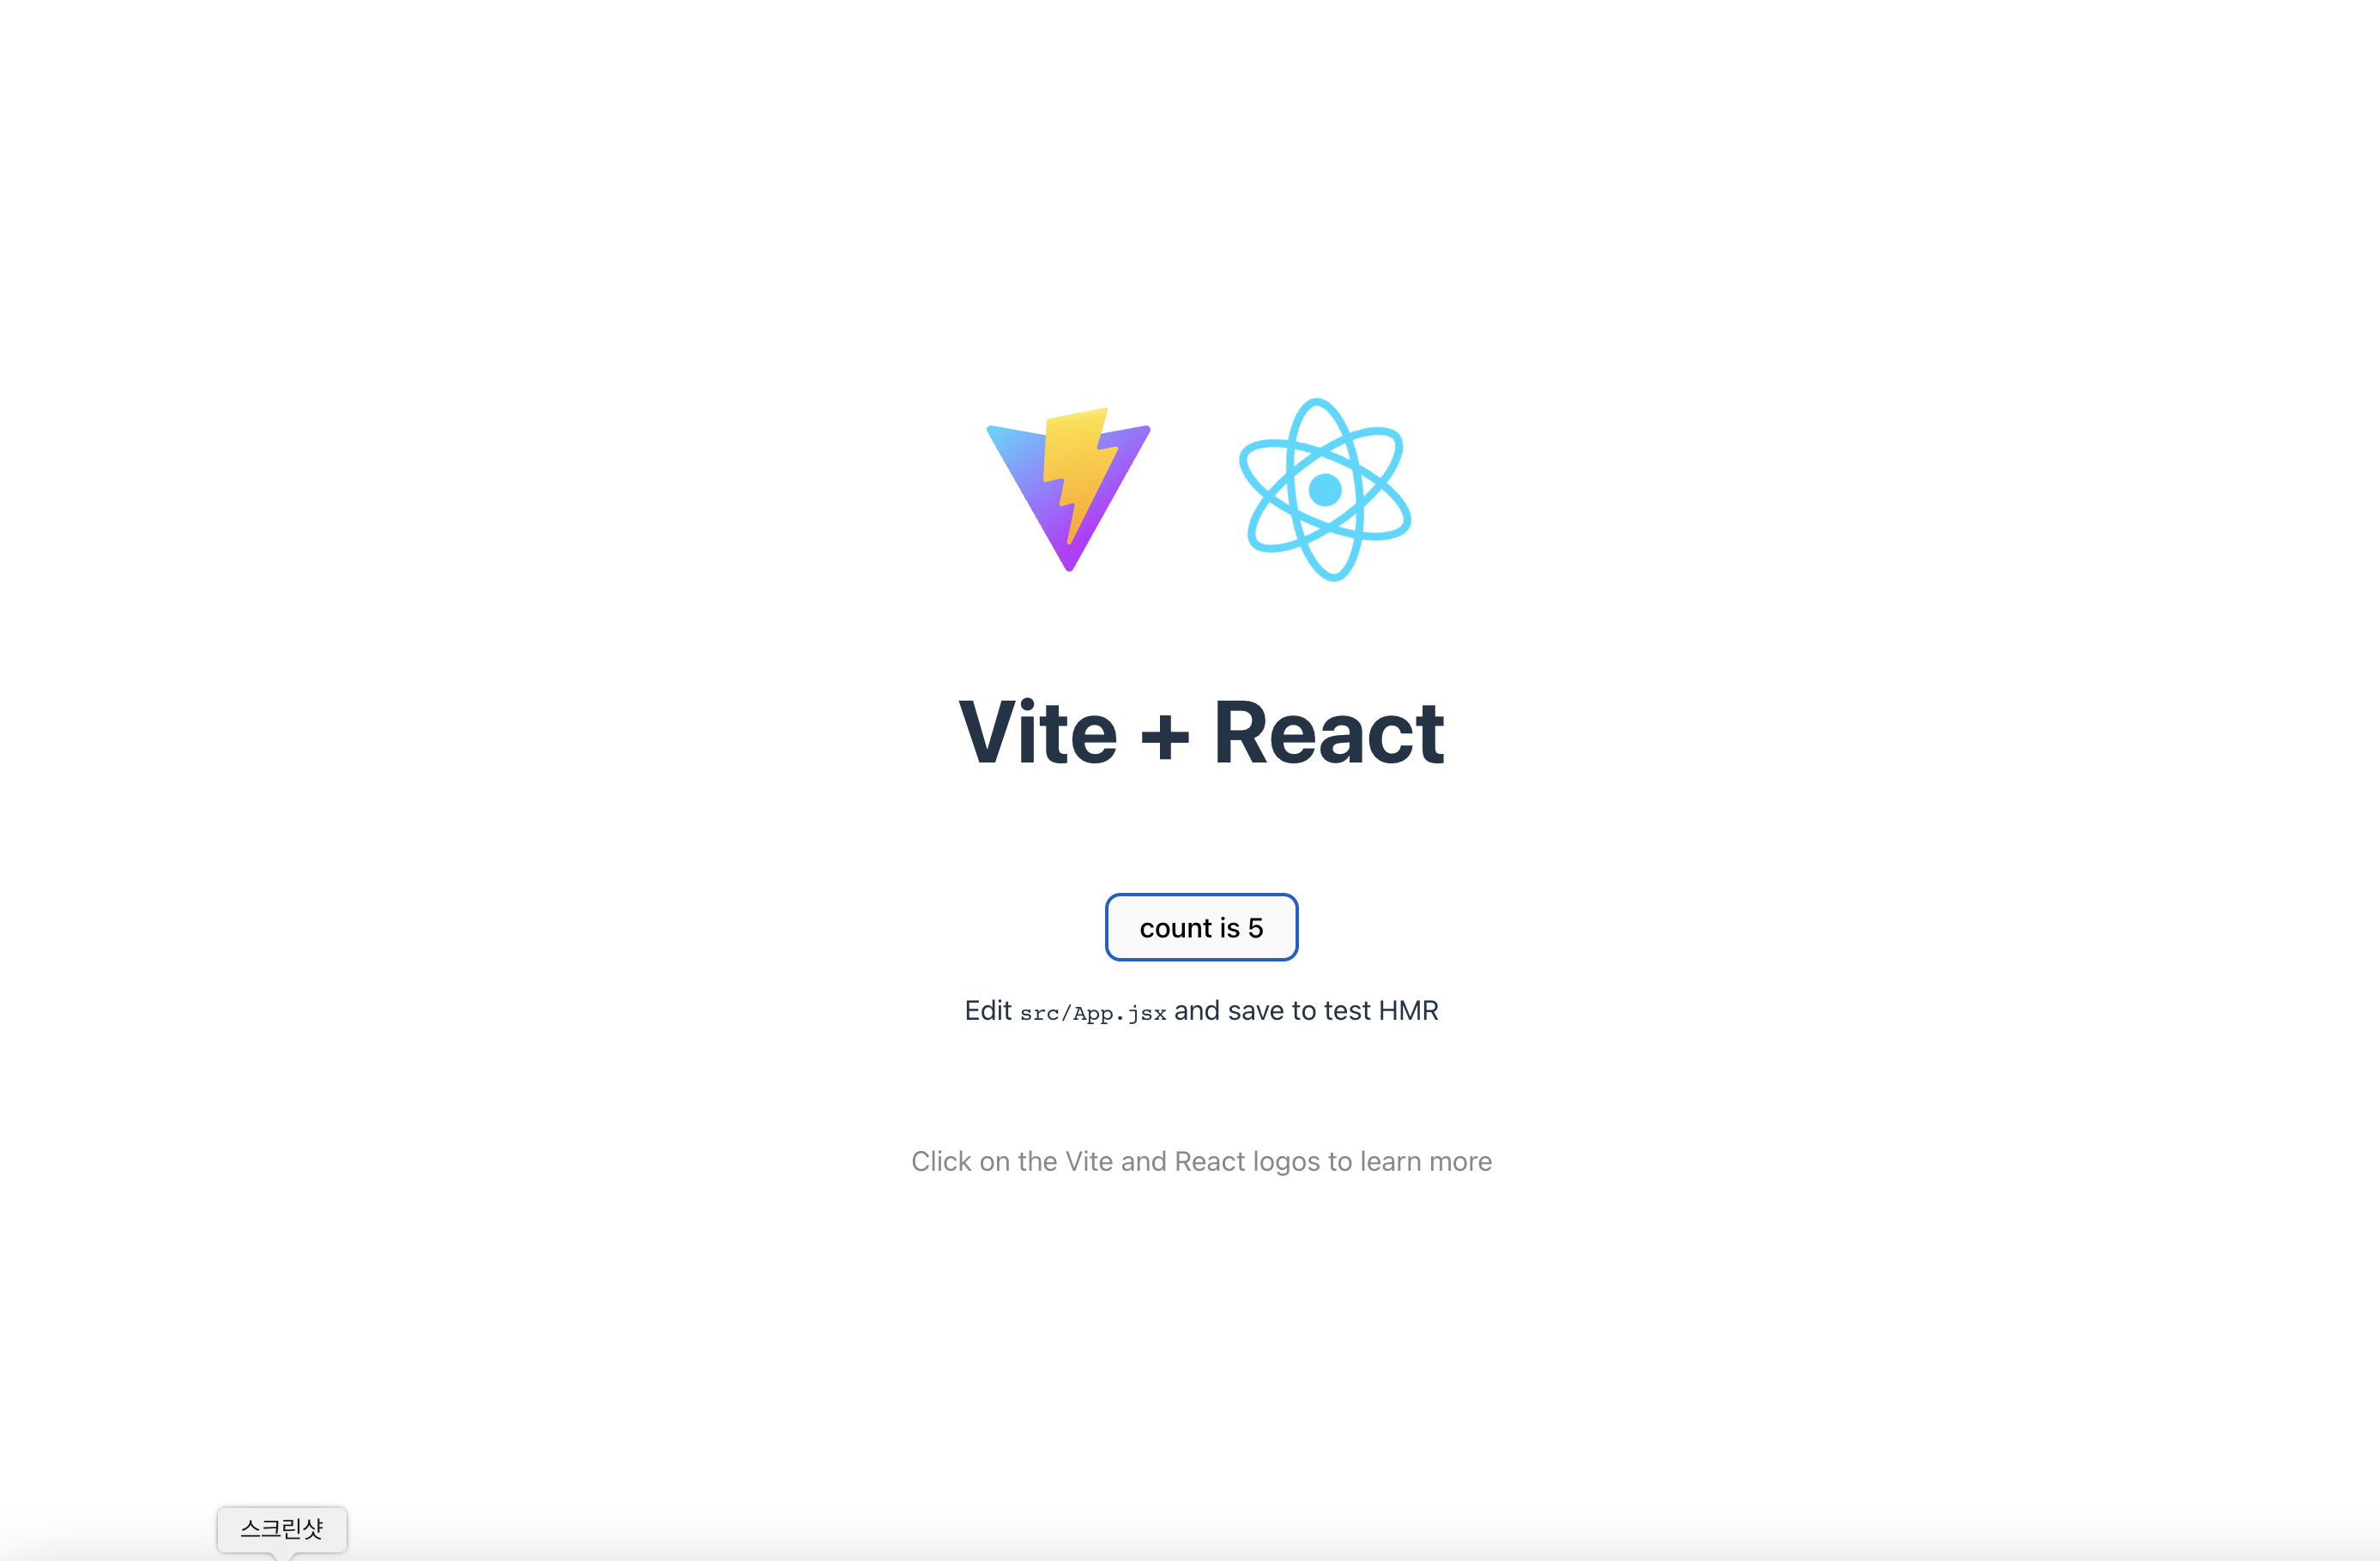 Vite + React
count is 5
Edit src/App.jsx and save to test HMR
Click on the Vite and React logos to learn more
스크린샷